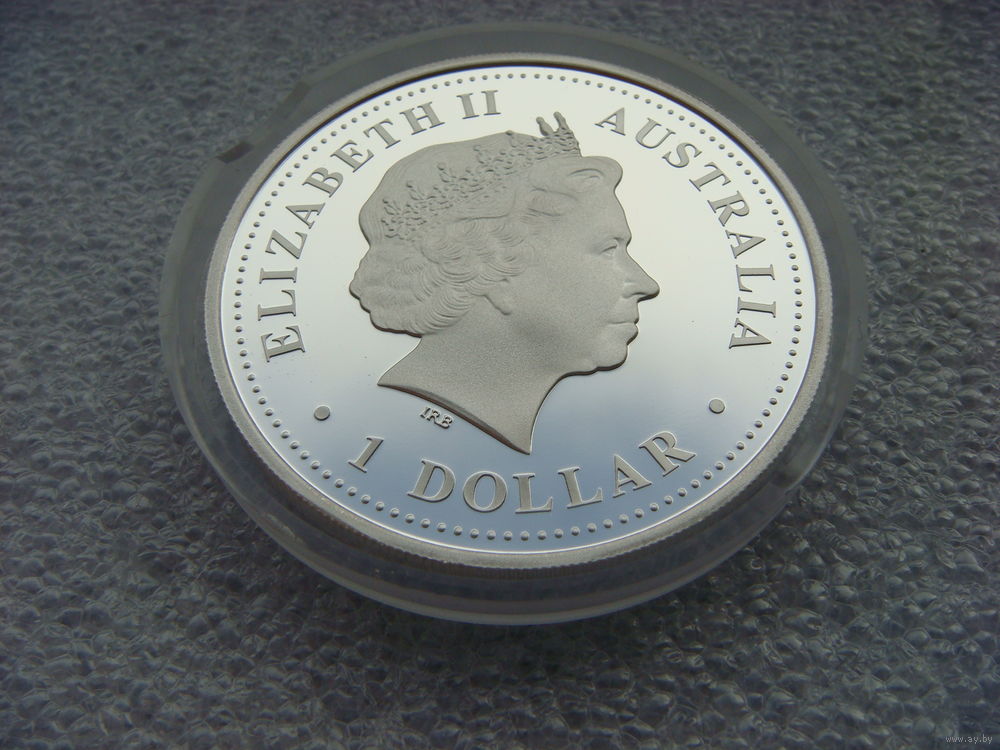 ELIZABETH II
AUSTRALIA
IRB
1 DOLLAR
www.ay.by